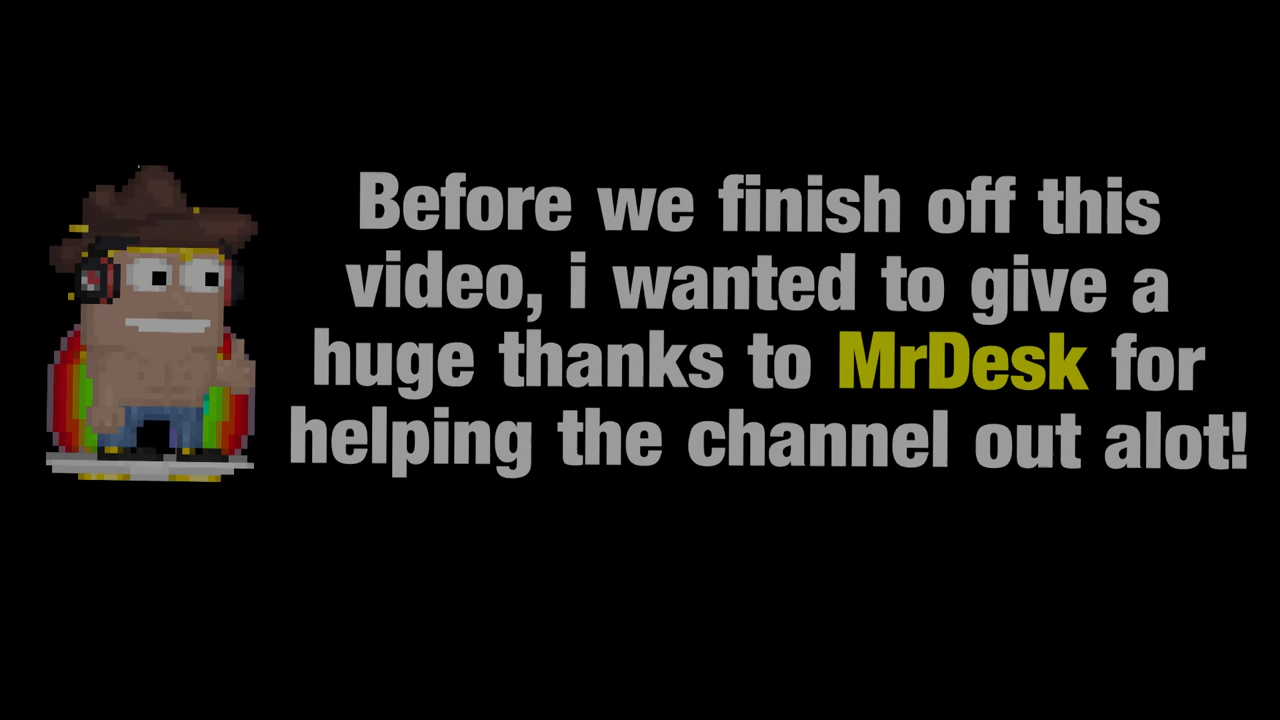 Before we finish off this
video, i wanted to give a
huge thanks to MrDesk for
helping the channel out alot!